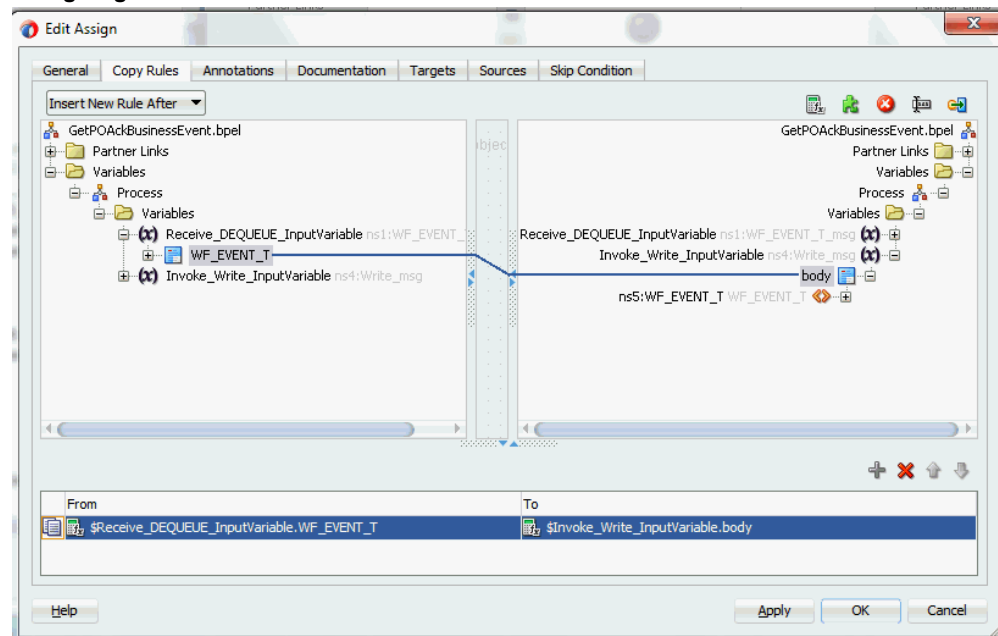 Edit Assign
General Copy Rules Annotations Documentation Targets Sources Skip Condition
Insert New Rule After
GetPOAckBusinessEvent.bpel
Partner Links
Variables
Process
Variables
Receive_DEQUEUE_InputVariable ns1:WF_EVENT_
WF_EVENT_T
Invoke_Write_InputVariable ns4:Write_msg
GetPOAckBusinessEvent.bpel
Partner Links
Variables
Process
Variables
Receive_DEQUEUE_InputVariable ns1:WF_EVENT_T_msg
Invoke_Write_InputVariable ns4:Write_msg
body
ns5:WF_EVENT_T WF_EVENT_T
From To
$Receive_DEQUEUE_InputVariable.WF_EVENT_T $Invoke_Write_InputVariable.body
Help Apply OK Cancel